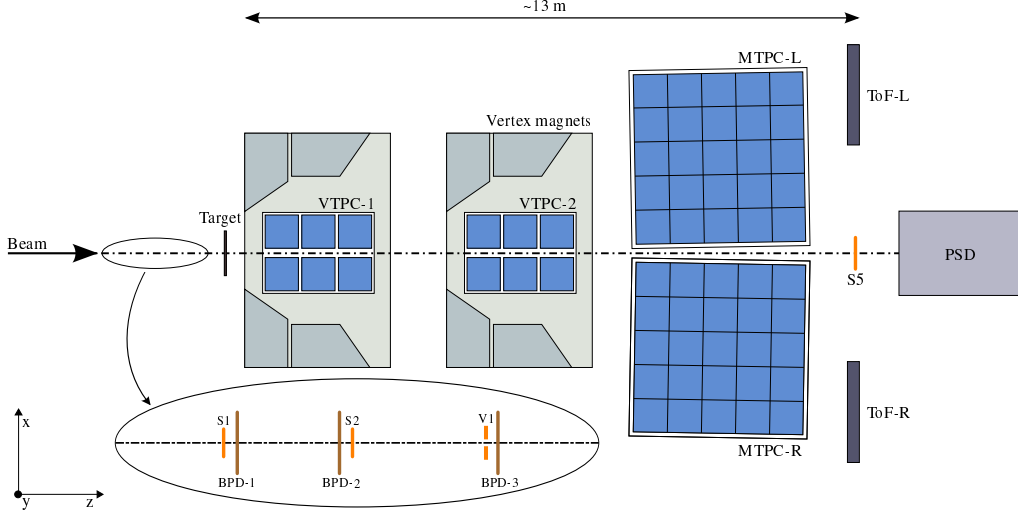 ~13 m
MTPC-L
ToF-L
Vertex magnets
VTPC-1
VTPC-2
Target
Beam
PSD
S5
ToF-R
MTPC-R
S1
S2
V1
BPD-1
BPD-2
BPD-3
x
y
z